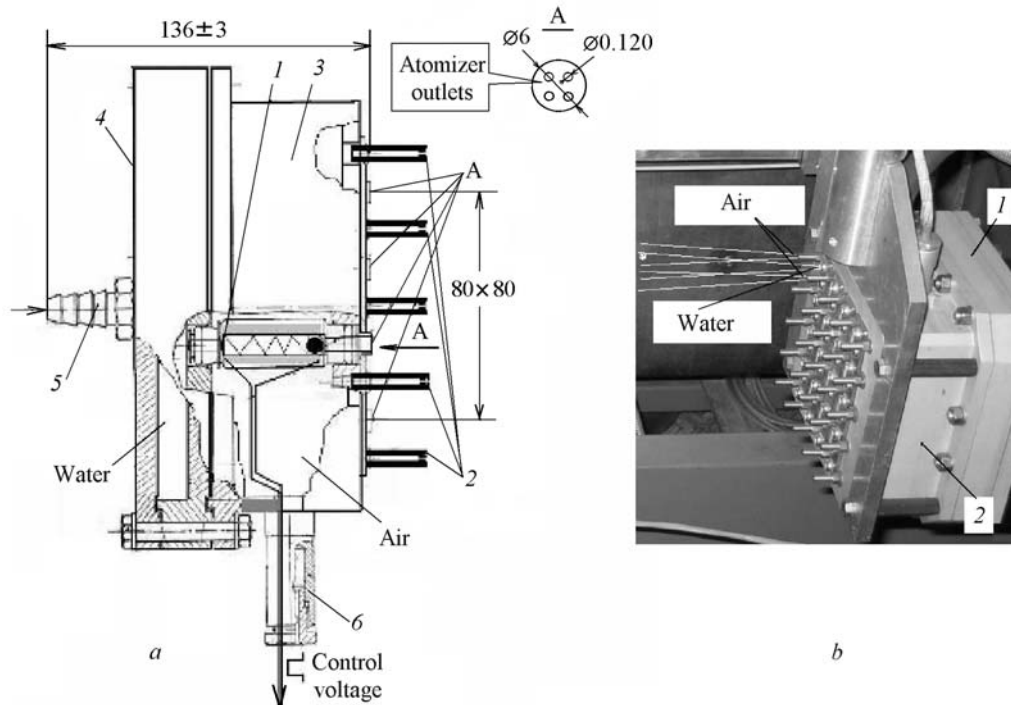 136±3
1
3
4
5
Water
Atomizer
outlets
A
Ø6
Ø0.120
A
80×80
A
2
Air
6
Control
voltage
a
Air
Water
1
2
b